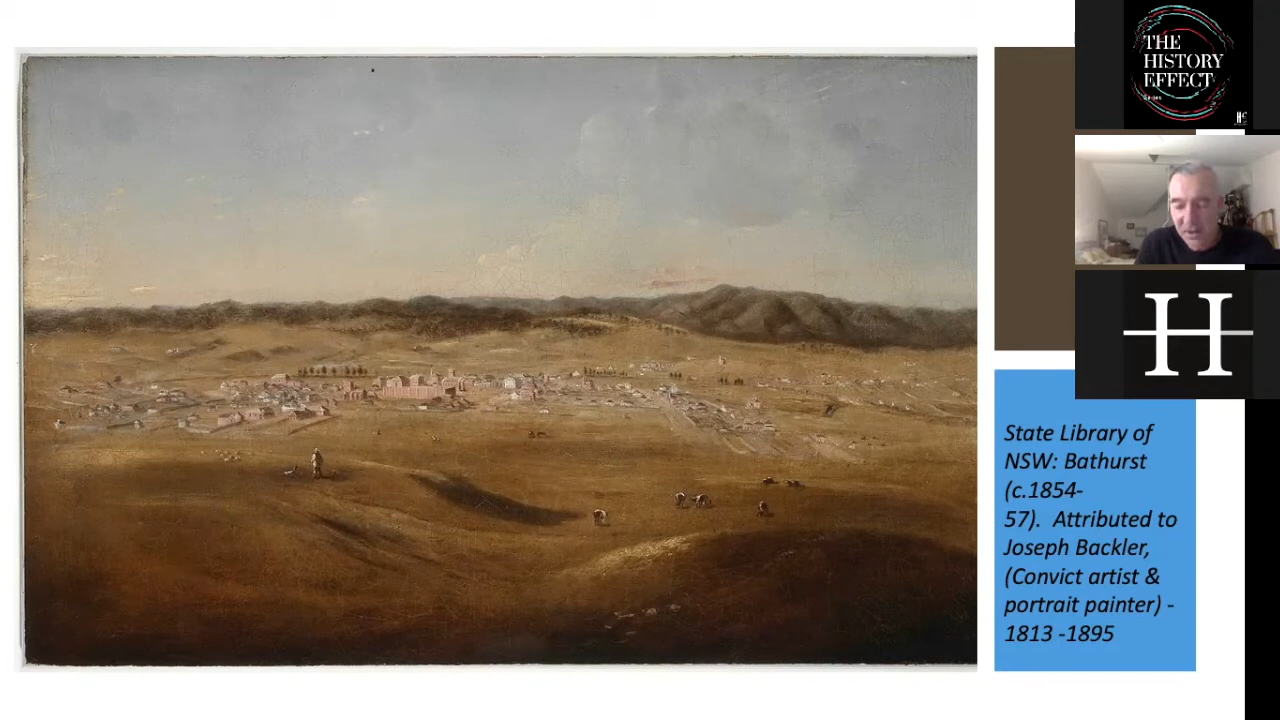 THE
HISTORY
EFFECT
H
State Library of
NSW: Bathurst
(c.1854-
57).  Attributed to
Joseph Backler,
(Convict artist &
portrait painter) -
1813 -1895